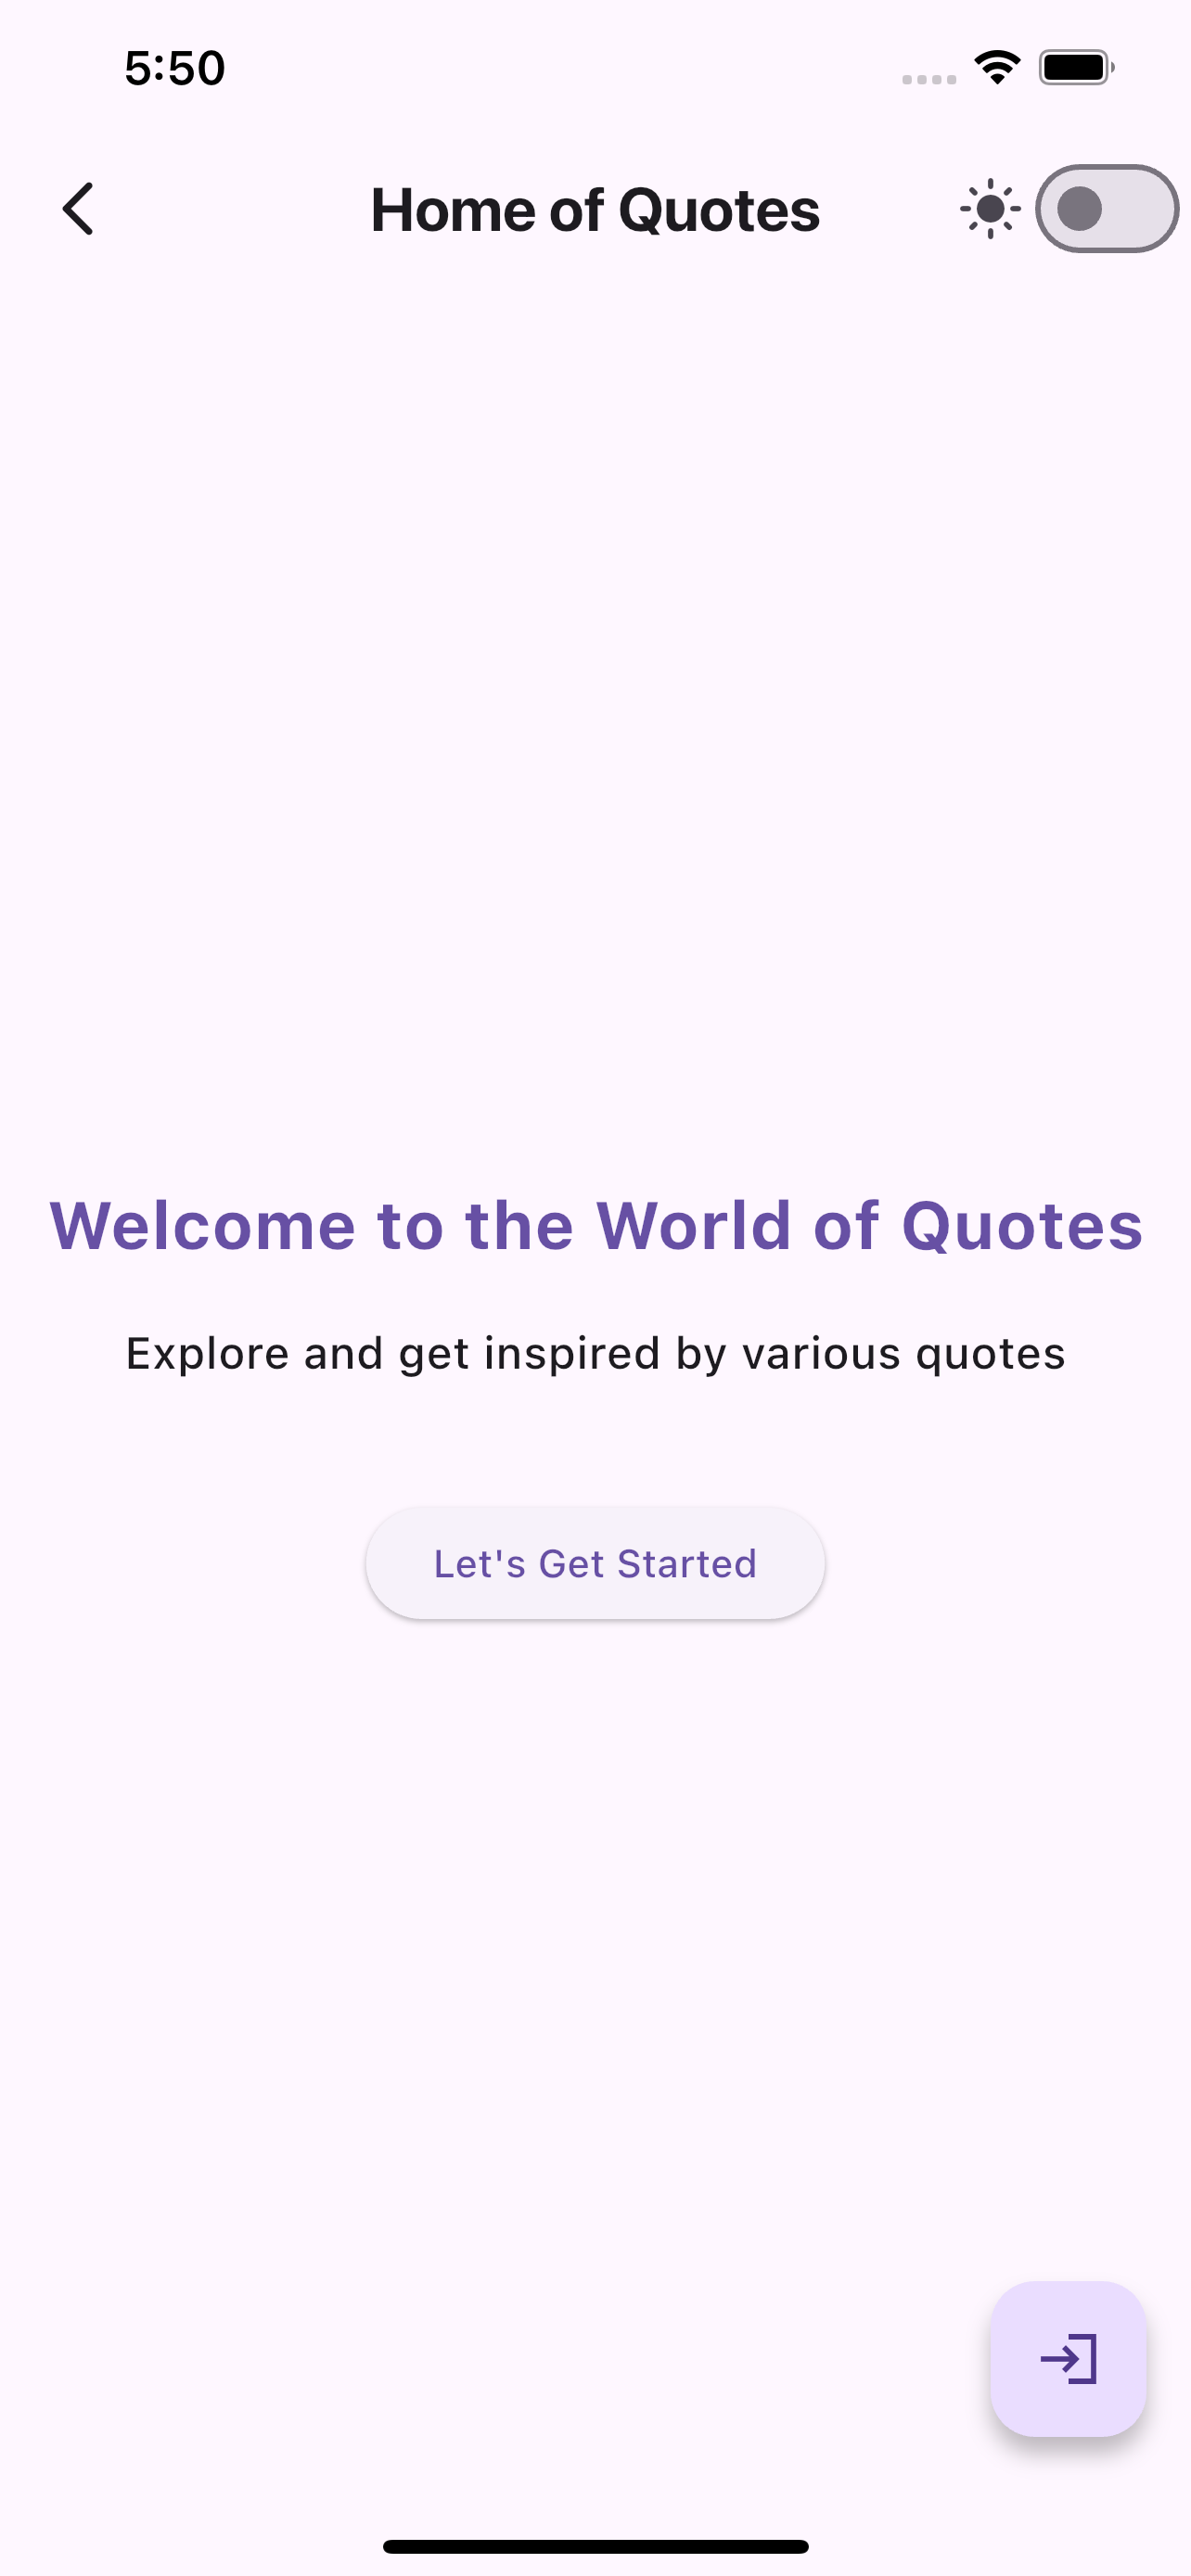 5:50
Home of Quotes
Welcome to the World of Quotes
Explore and get inspired by various quotes
Let's Get Started